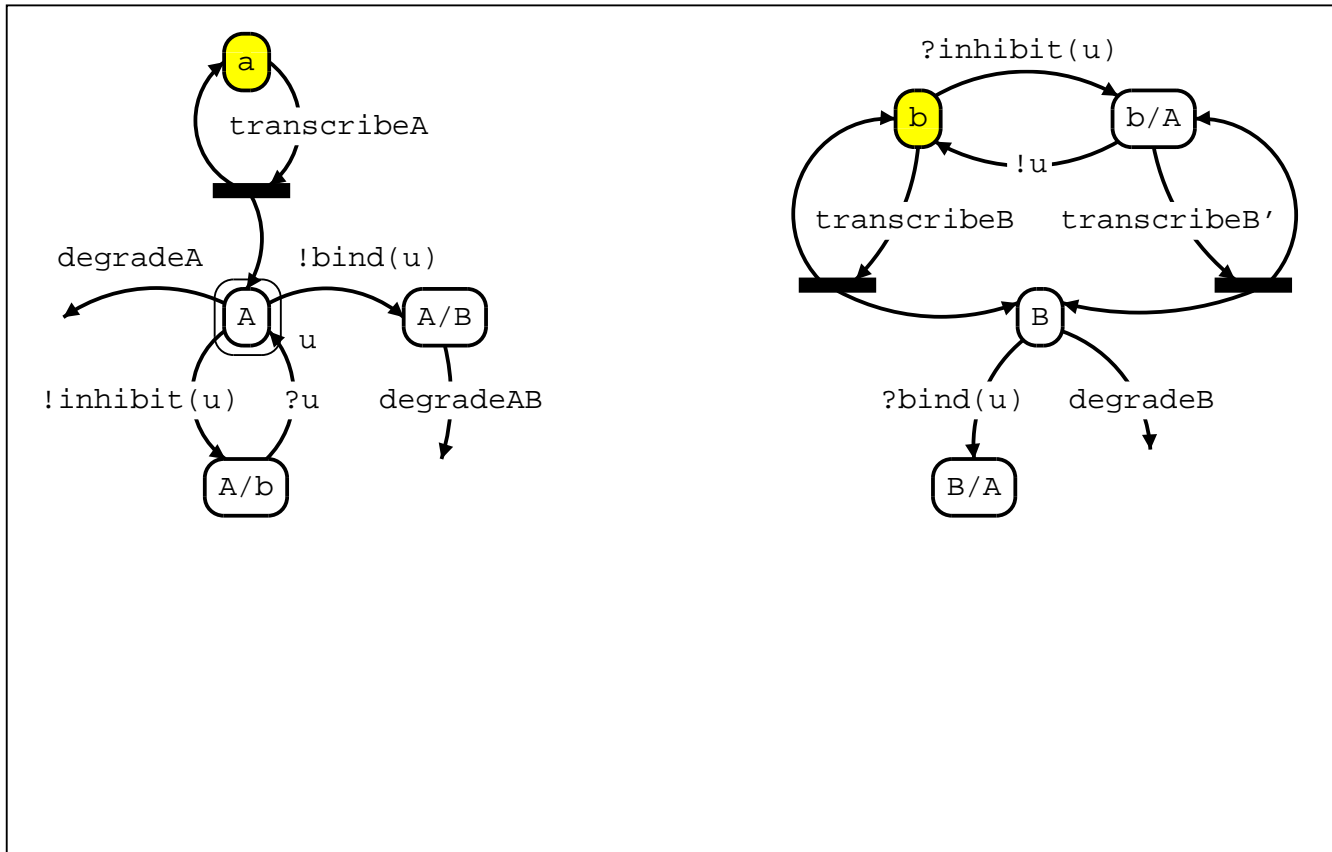 a
transcribeA
degradeA
!bind(u)
A
A/B
u
!inhibit(u)
?u
degradeAB
A/b
?inhibit(u)
b
b/A
!u
transcribeB
transcribeB’
B
?bind(u)
degradeB
B/A